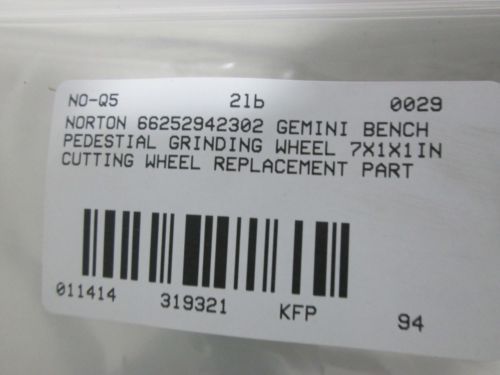 NO-Q5 2lb 0029
NORTON 66252942302 GEMINI BENCH
PEDESTIAL GRINDING WHEEL 7X1X1IN
CUTTING WHEEL REPLACEMENT PART
011414 319321 KFP 94